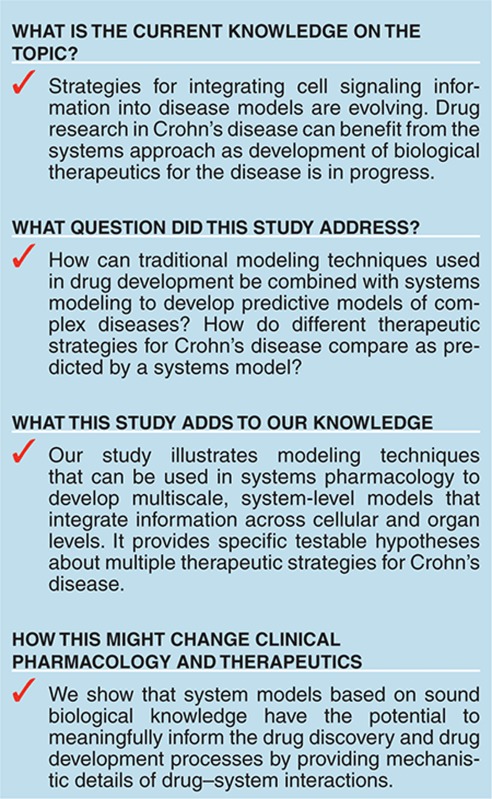 WHAT IS THE CURRENT KNOWLEDGE ON THE
TOPIC?
✓ Strategies for integrating cell signaling infor-
mation into disease models are evolving. Drug
research in Crohn's disease can benefit from the
systems approach as development of biological
therapeutics for the disease is in progress.
WHAT QUESTION DID THIS STUDY ADDRESS?
✓ How can traditional modeling techniques used
in drug development be combined with systems
modeling to develop predictive models of com-
plex diseases? How do different therapeutic
strategies for Crohn's disease compare as pre-
dicted by a systems model?
WHAT THIS STUDY ADDS TO OUR KNOWLEDGE
✓ Our study illustrates modeling techniques
that can be used in systems pharmacology to
develop multiscale, system-level models that
integrate information across cellular and organ
levels. It provides specific testable hypotheses
about multiple therapeutic strategies for Crohn's
disease.
HOW THIS MIGHT CHANGE CLINICAL
PHARMACOLOGY AND THERAPEUTICS
✓ We show that system models based on sound
biological knowledge have the potential to
meaningfully inform the drug discovery and drug
development processes by providing mechanis-
tic details of drug–system interactions.